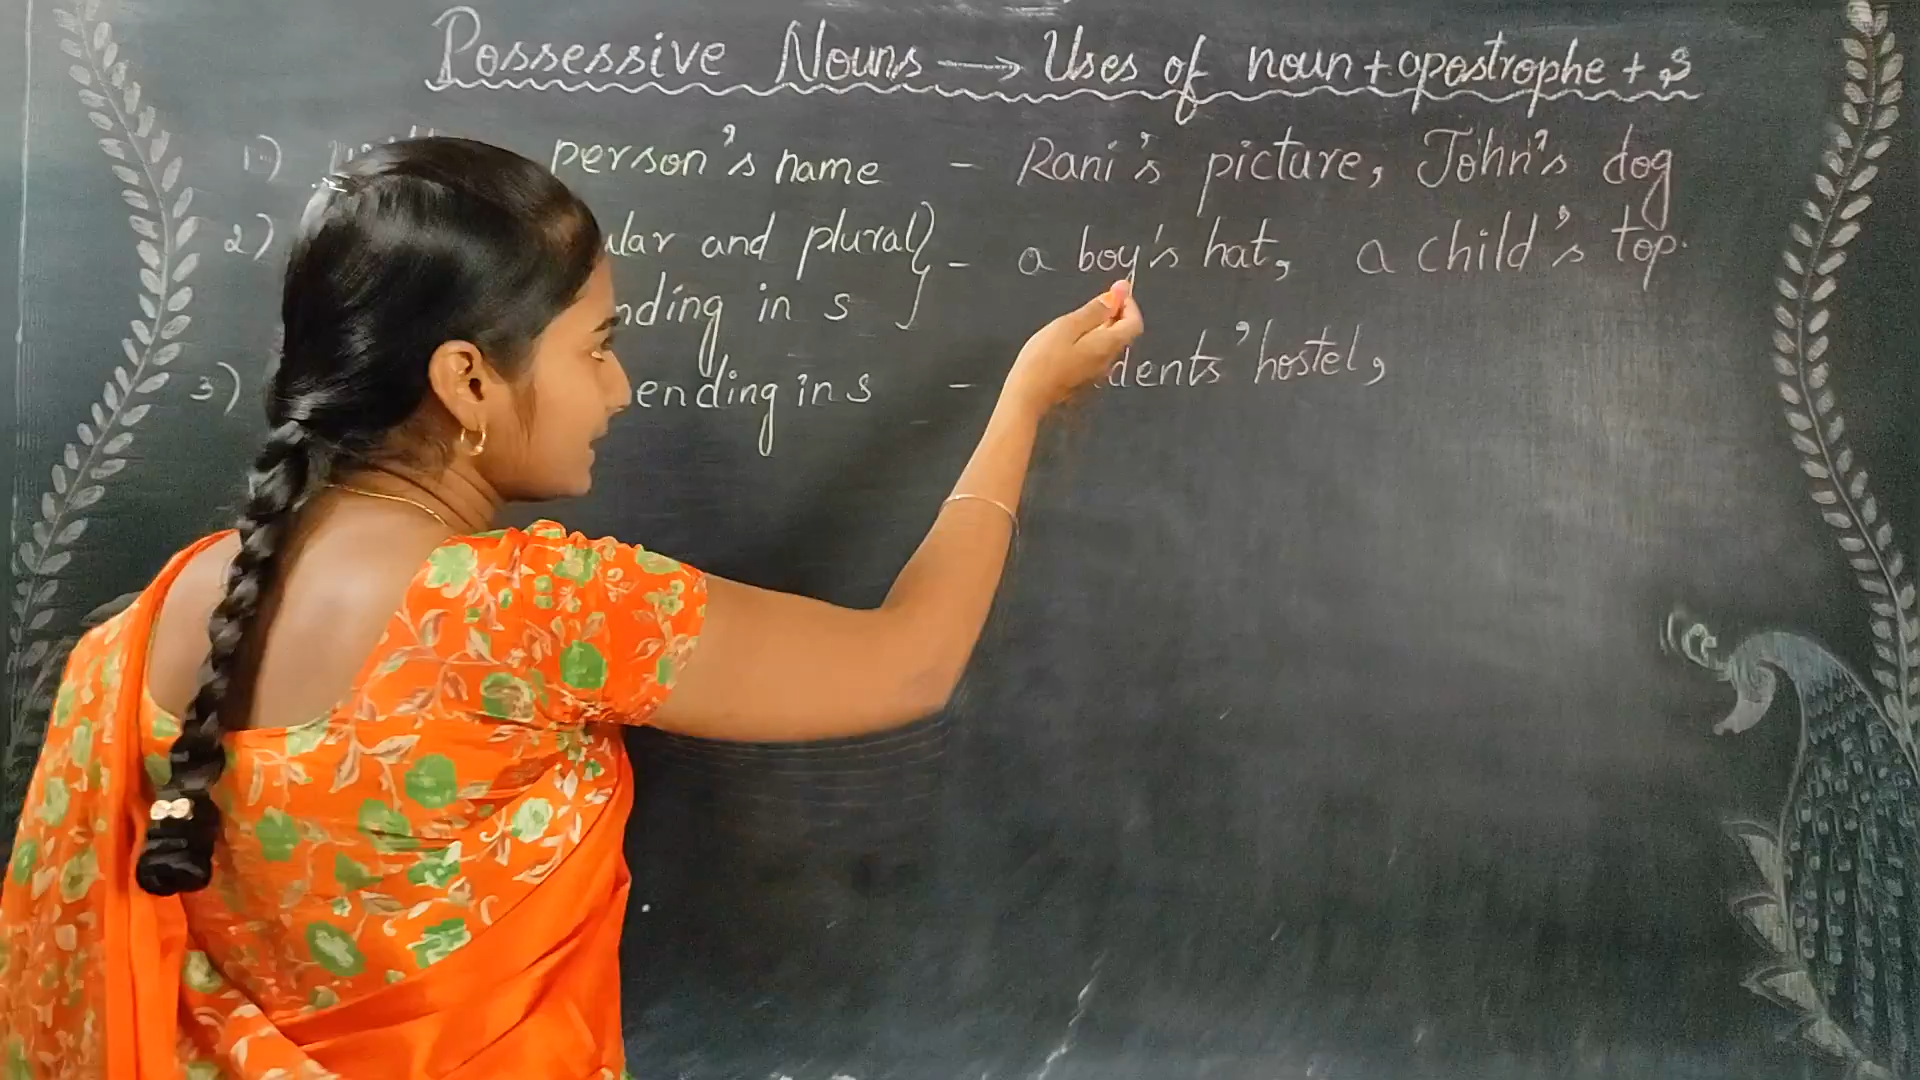 Possessive Nouns → Uses of noun + apostrophe + s
1.) person's name - Rani's picture, John's dog
2) and plural} - a boy's hat, a child's top.
in s
3) ending in s - hostel,